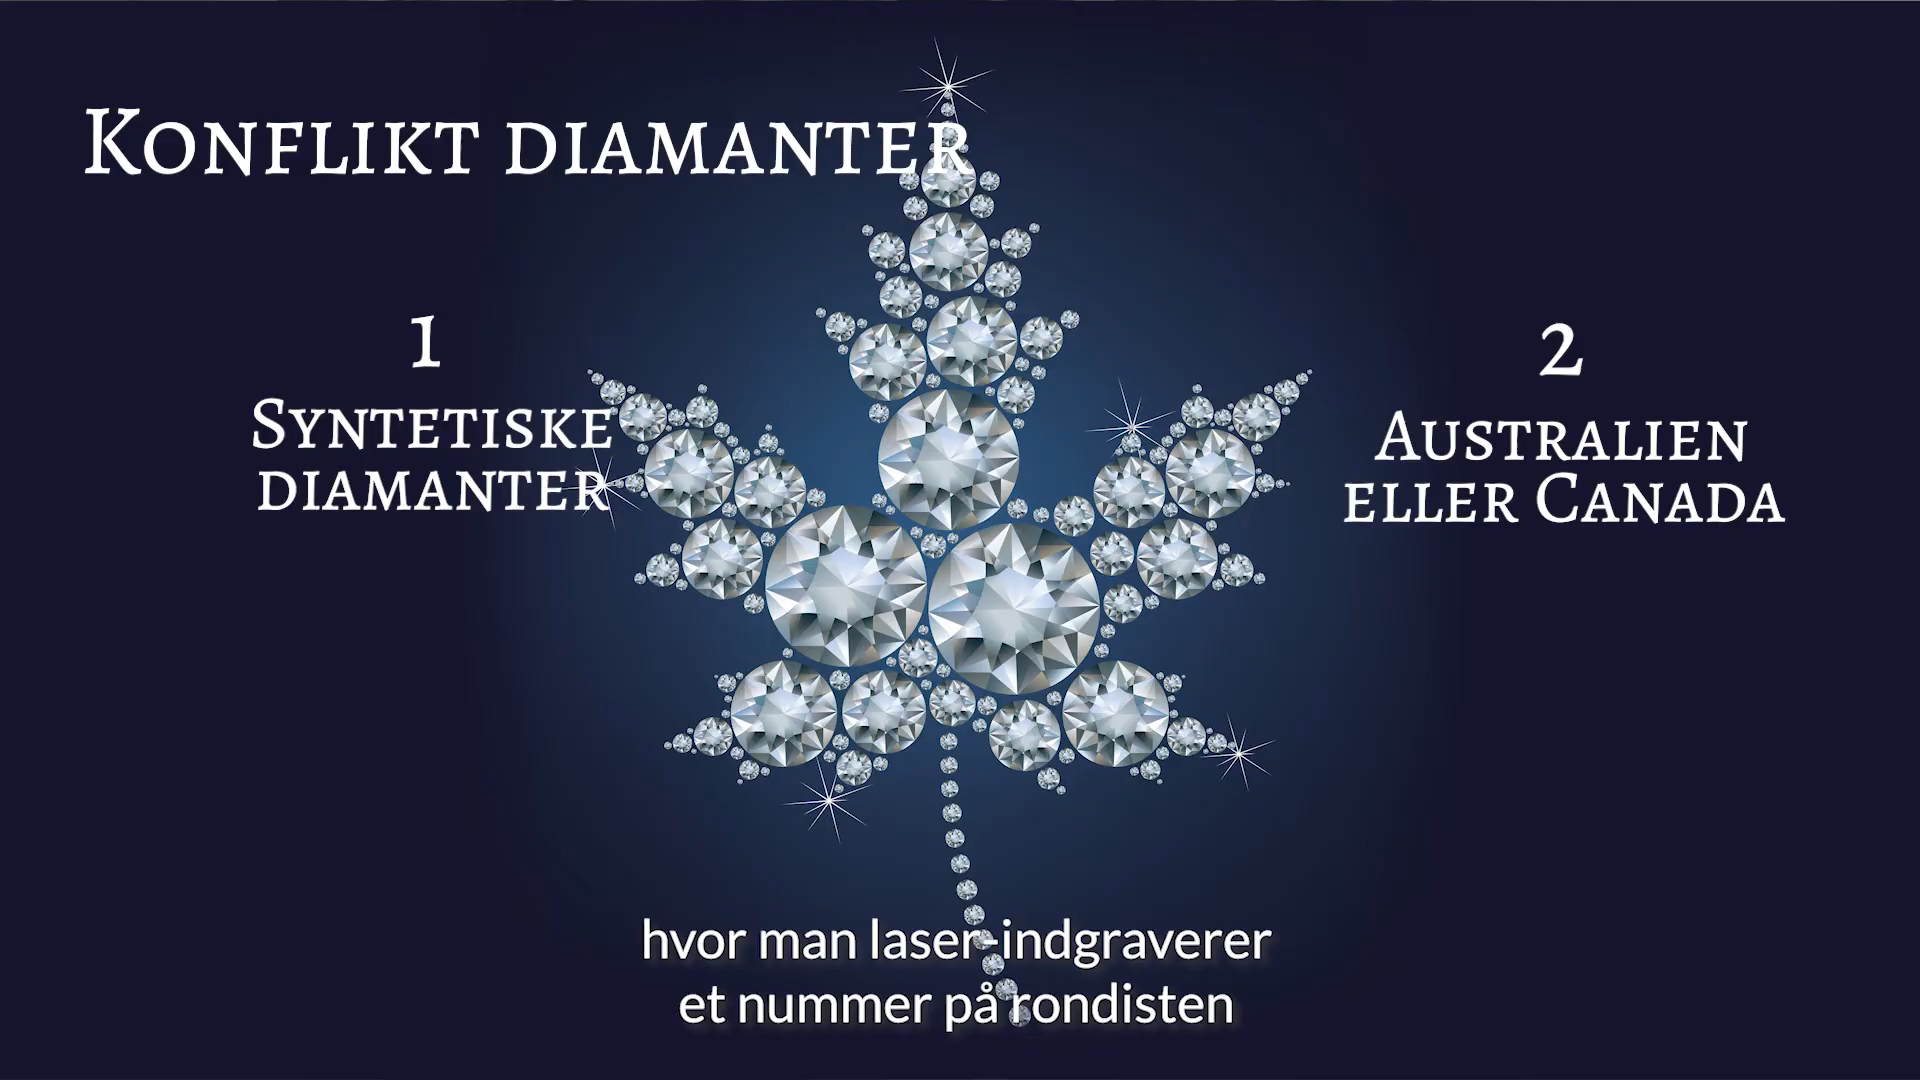 Konflikt diamanter
1
Syntetiske
diamanter
2
Australien
eller Canada
hvor man laser-indgraverer
et nummer på rondisten